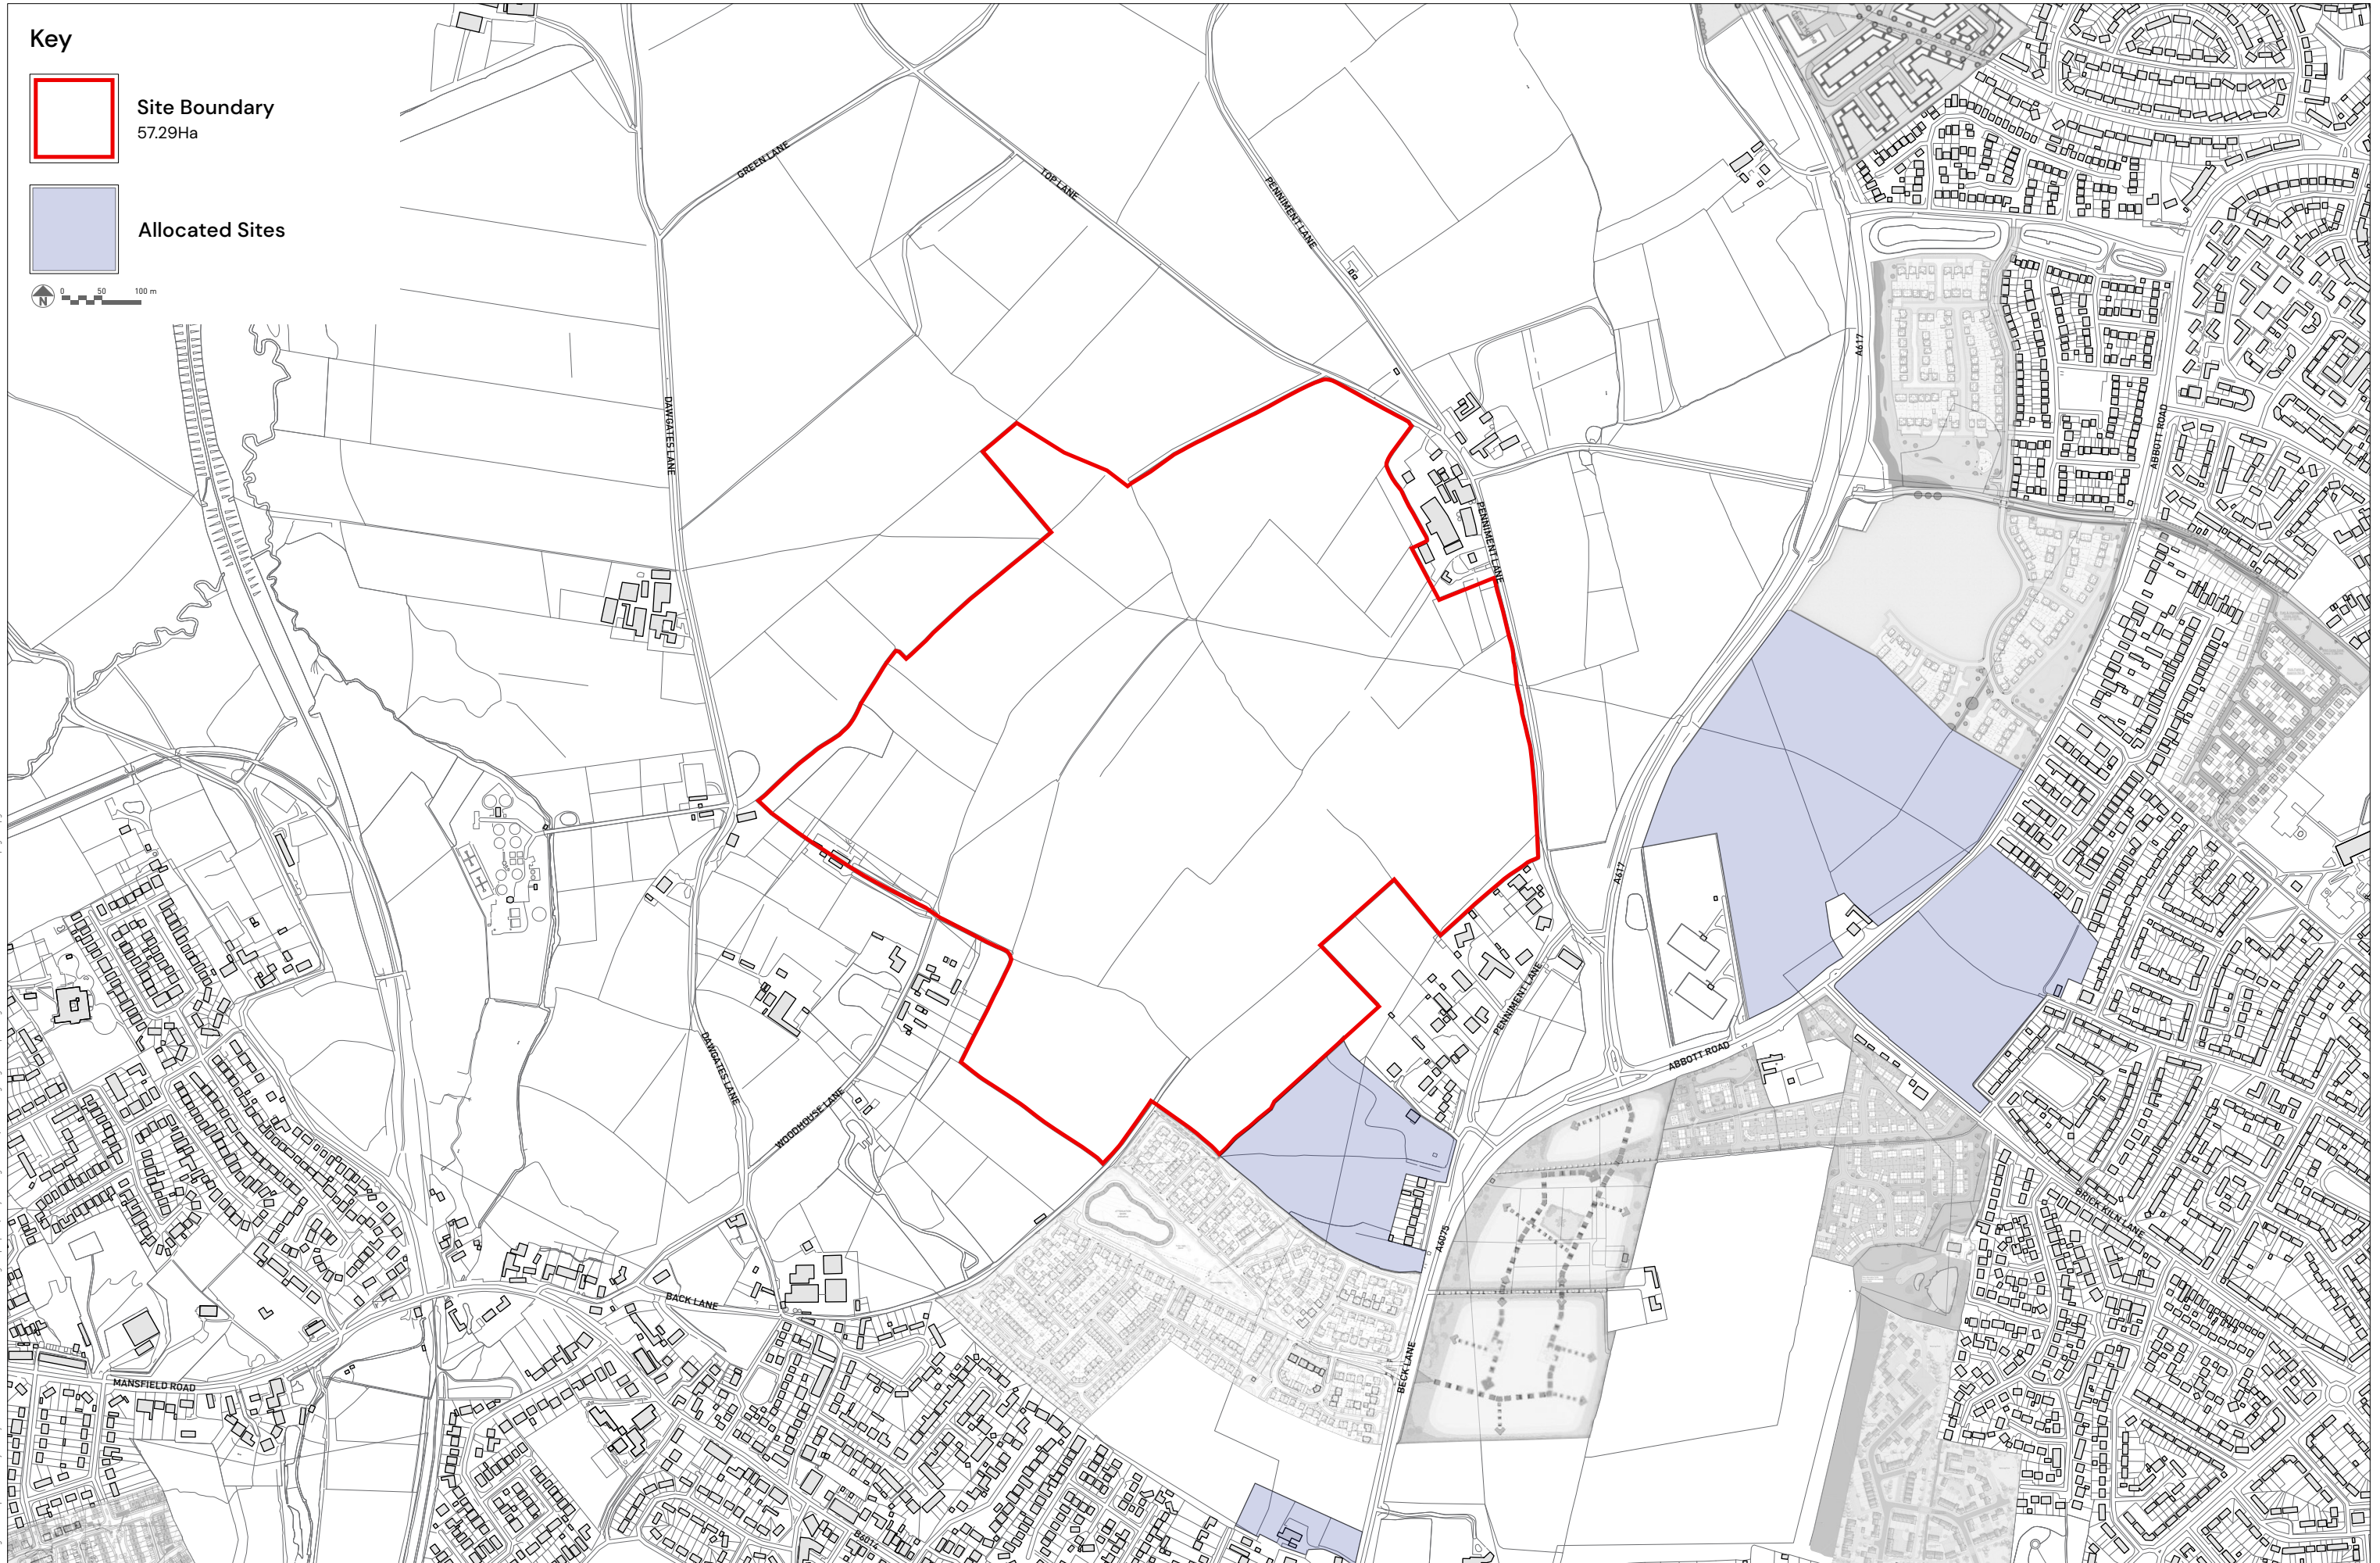 Key
Site Boundary
57.29Ha
Allocated Sites
N
0 50 100 m
GREEN LANE
TOP LANE
PENNIMENT LANE
A617
DAWGATES LANE
ABBOTT ROAD
PENNIMENT LANE
A617
PENNIMENT LANE
DAWGATES LANE
ABBOTT ROAD
WOODHOUSE LANE
BRICK KILN LANE
A6075
BACK LANE
BECK LANE
MANSFIELD ROAD
B6014